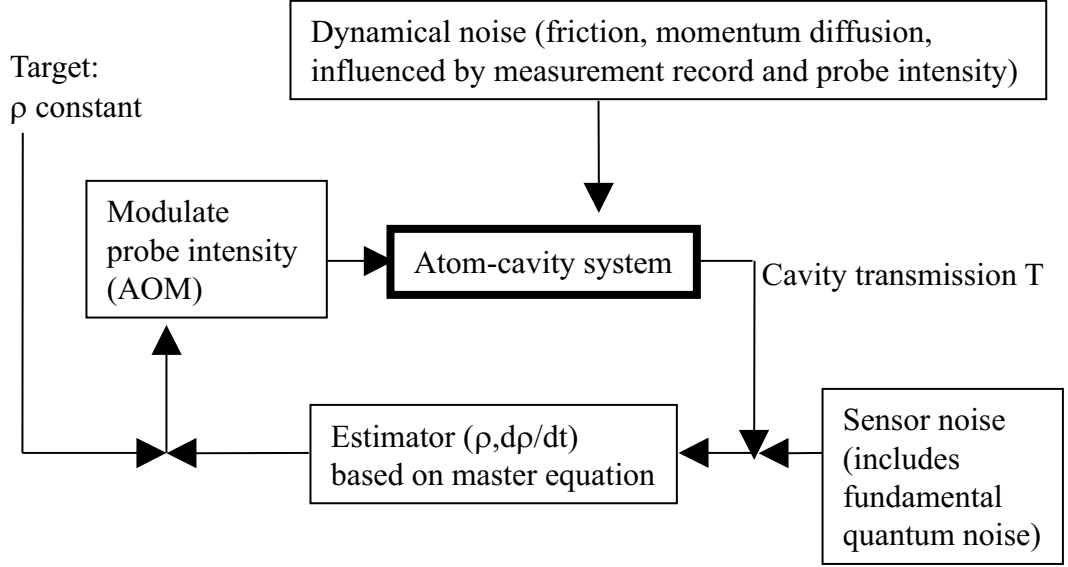 Dynamical noise (friction, momentum diffusion,
influenced by measurement record and probe intensity)
Target:
ρ constant
Modulate
probe intensity
(AOM)
Atom-cavity system
Cavity transmission T
Estimator (ρ,dρ/dt)
based on master equation
Sensor noise
(includes
fundamental
quantum noise)